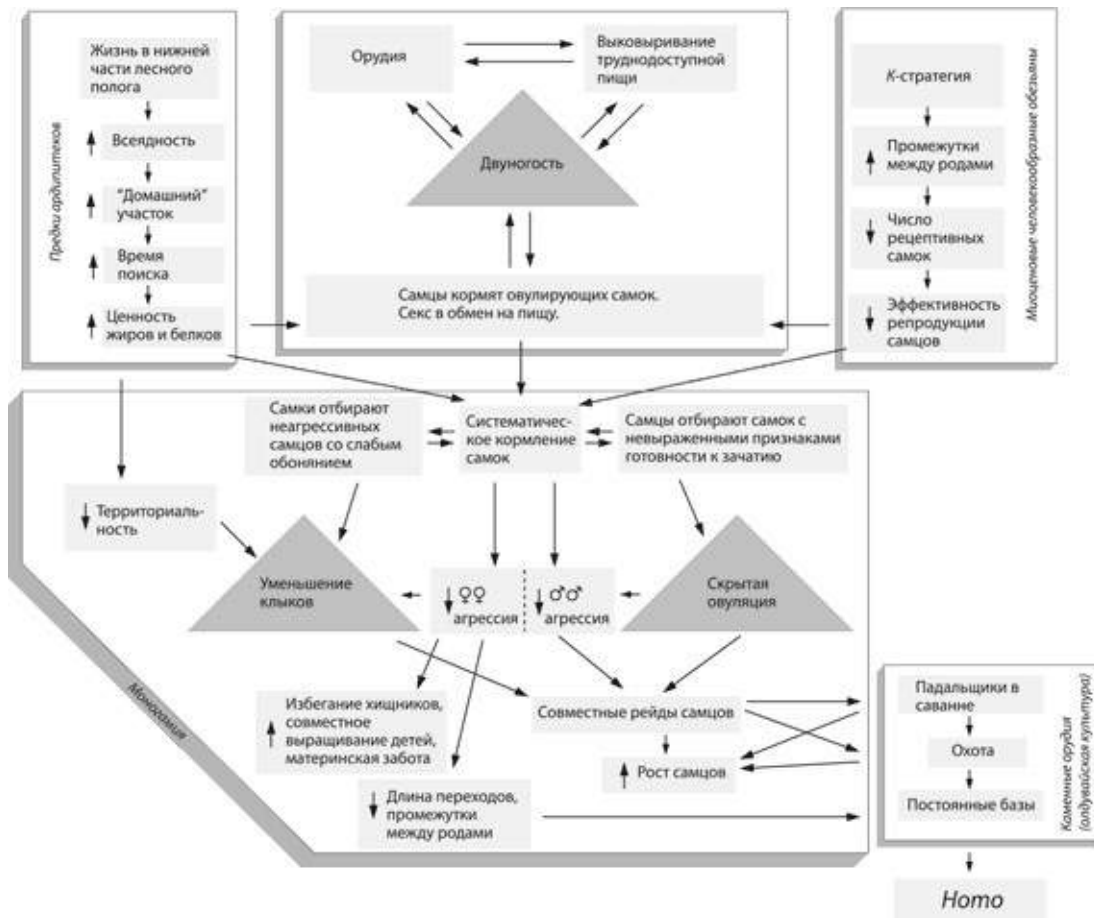 Жизнь в нижней
части лесного
полога
Всеядность
"Домашний"
участок
Время
поиска
Ценность
жиров и белков
Предки ардипитеков
Орудия
Выковыривание
труднодоступной
пищи
Двуногость
Самцы кормят овулирующих самок.
Секс в обмен на пищу.
К-стратегия
Промежутки
между родами
Число
рецептивных
самок
Эффективность
репродукции
самцов
Миоценовые человекообразные обезьяны
Самки отбирают
неагрессивных
самцов со слабым
обонянием
Систематичес-
кое кормление
самок
Самцы отбирают самок с
невыраженными признаками
готовности к зачатию
Территориаль-
ность
Уменьшение
клыков
♀♀
агрессия
♂♂
агрессия
Скрытая
овуляция
Избегание хищников,
совместное
выращивание детей,
материнская забота
Совместные рейды самцов
Рост самцов
Длина переходов,
промежутки
между родами
Моногамия
Падальщики в
саванне
Охота
Постоянные базы
Каменные орудия
(олдувайская культура)
Homo